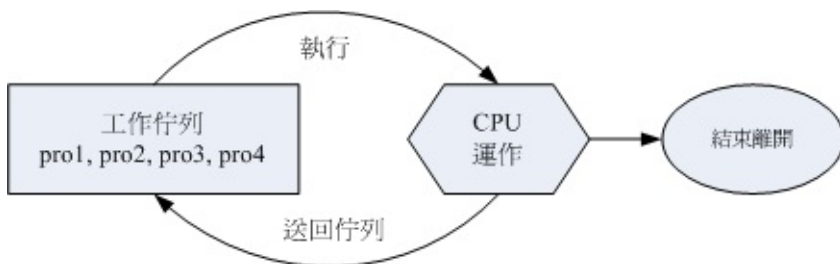 執行
工作佇列
pro1, pro2, pro3, pro4
CPU
運作
結束離開
送回佇列